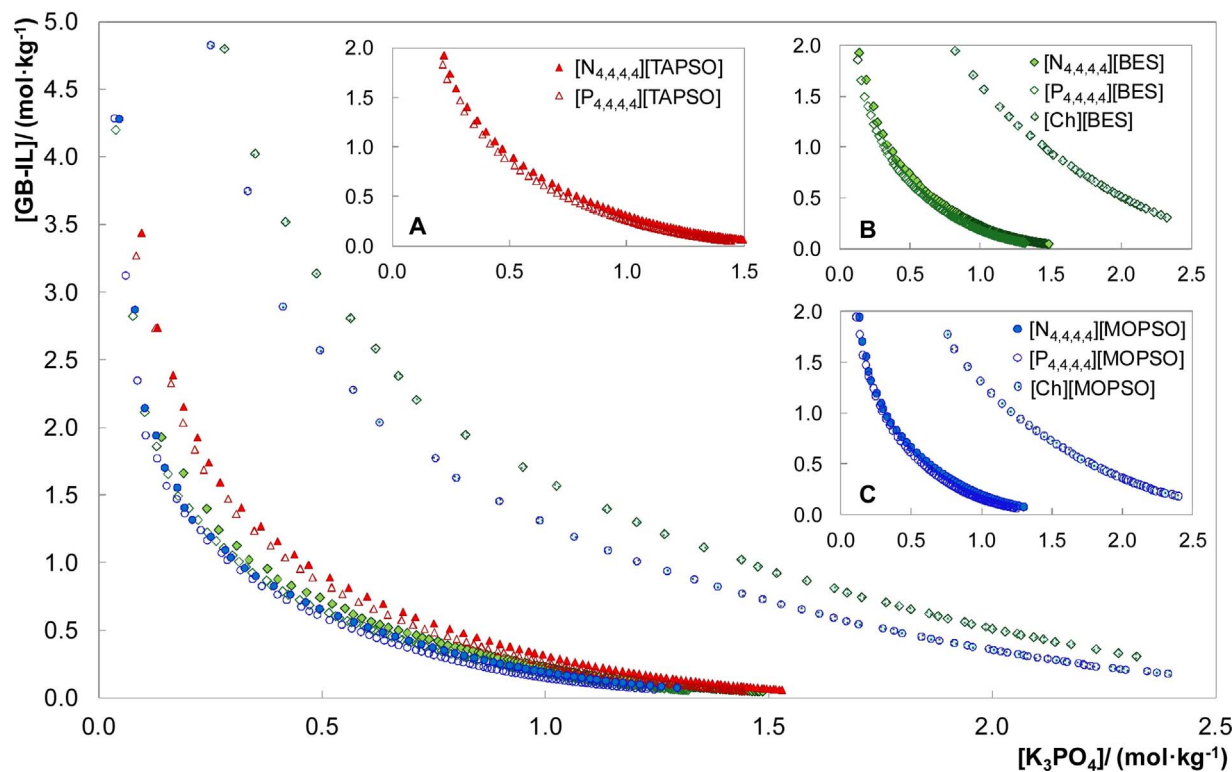 [GB-IL]/ (mol·kg⁻¹)
5.0
4.5
4.0
3.5
3.0
2.5
2.0
1.5
1.0
0.5
0.0
0.0 0.5 1.0 1.5 2.0 2.5
[K₃PO₄]/ (mol·kg⁻¹)
2.0
1.5
1.0
0.5
0.0
0.0 0.5 1.0 1.5
[N₄,₄,₄,₄][TAPSO]
[P₄,₄,₄,₄][TAPSO]
A
2.0
1.5
1.0
0.5
0.0
0.0 0.5 1.0 1.5 2.0 2.5
[N₄,₄,₄,₄][BES]
[P₄,₄,₄,₄][BES]
[Ch][BES]
B
2.0
1.5
1.0
0.5
0.0
0.0 0.5 1.0 1.5 2.0 2.5
[N₄,₄,₄,₄][MOPSO]
[P₄,₄,₄,₄][MOPSO]
[Ch][MOPSO]
C